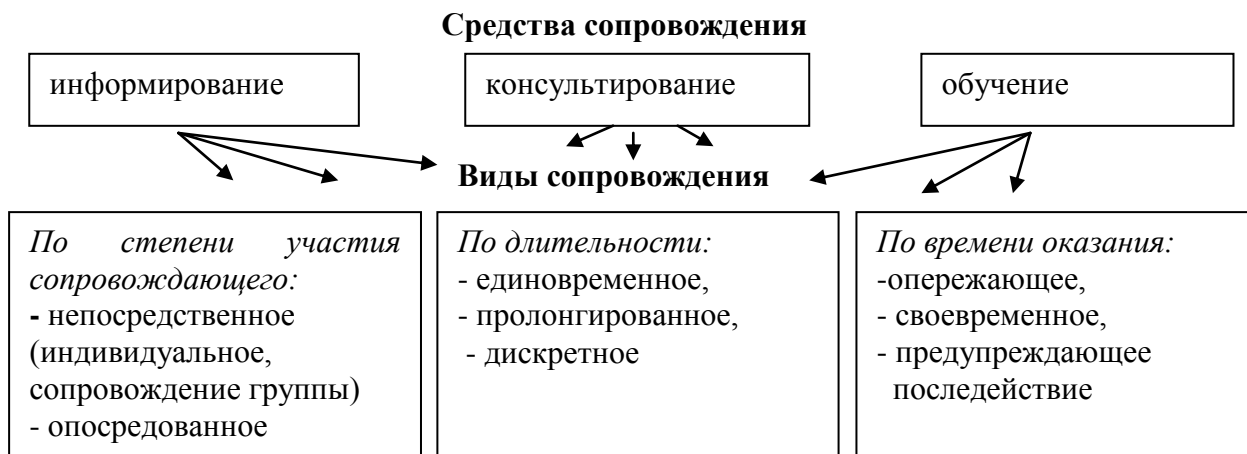 Средства сопровождения
информирование
консультирование
обучение
Виды сопровождения
По степени участия
сопровождающего:
- непосредственное
(индивидуальное,
сопровождение группы)
- опосредованное
По длительности:
- единовременное,
- пролонгированное,
- дискретное
По времени оказания:
-опережающее,
- своевременное,
- предупреждающее
последействие